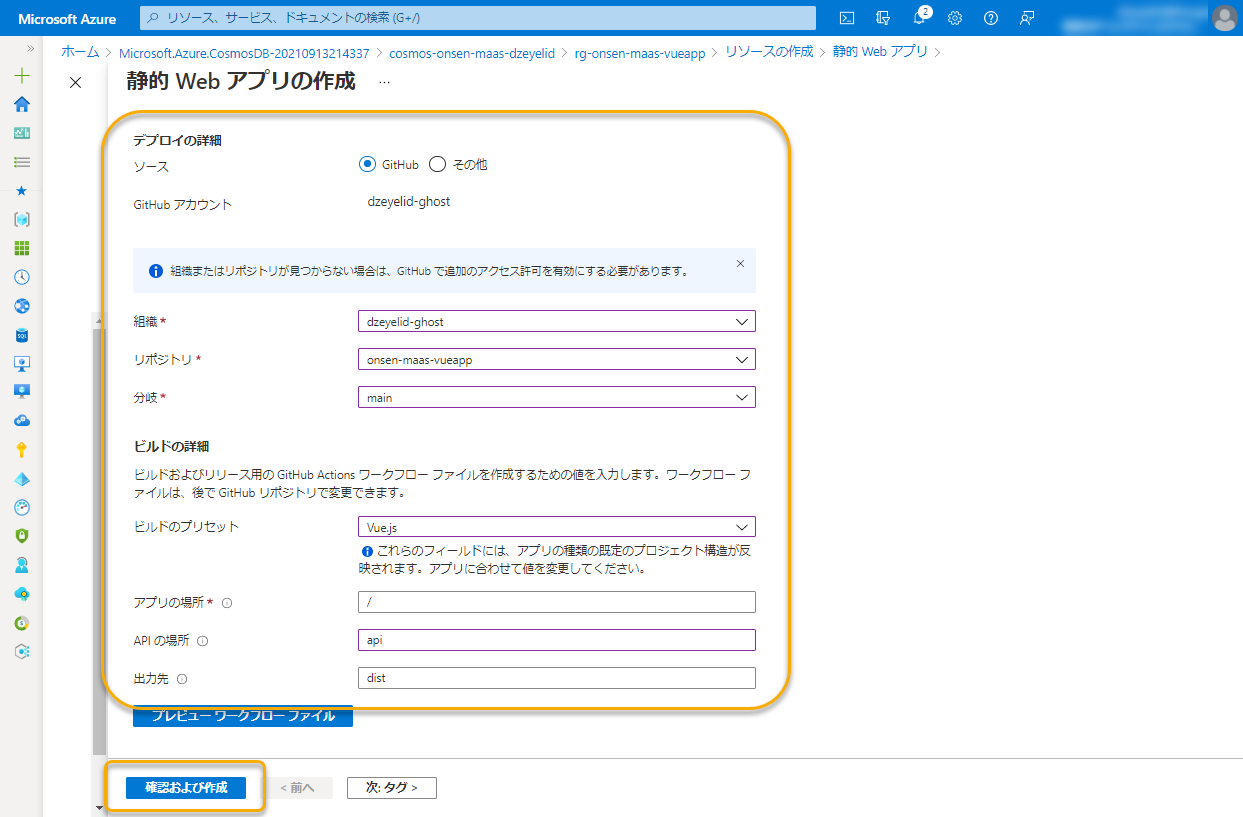 Microsoft Azure
リソース、サービス、ドキュメントの検索 (G+/)
2
ホーム > Microsoft.Azure.CosmosDB-20210913214337 > cosmos-onsen-maas-dzeyelid > rg-onsen-maas-vueapp > リソースの作成 > 静的 Web アプリ >
静的 Web アプリの作成 …
デプロイの詳細
ソース
GitHub その他
GitHub アカウント
dzeyelid-ghost
組織またはリポジトリが見つからない場合は、GitHub で追加のアクセス許可を有効にする必要があります。
組織 *
dzeyelid-ghost
リポジトリ *
onsen-maas-vueapp
分岐 *
main
ビルドの詳細
ビルドおよびリリース用の GitHub Actions ワークフロー ファイルを作成するための値を入力します。ワークフロー フ
ァイルは、後で GitHub リポジトリで変更できます。
ビルドのプリセット
Vue.js
これらのフィールドには、アプリの種類の既定のプロジェクト構造が反
映されます。アプリに合わせて値を変更してください。
アプリの場所 *
/
API の場所
api
出力先
dist
プレビュー ワークフロー ファイル
確認および作成
< 前へ
次: タグ >